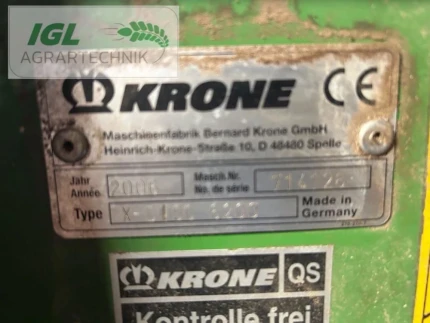 IGL
AGRARTECHNIK
KRONE CE
Maschinenfabrik Bernard Krone GmbH
Heinrich-Krone-Straße 10, D 48480 Spelle
Jahr
Année
Masch.Nr.
No. de série
Type
Made in
Germany
KRONE QS
Kontrolle frei